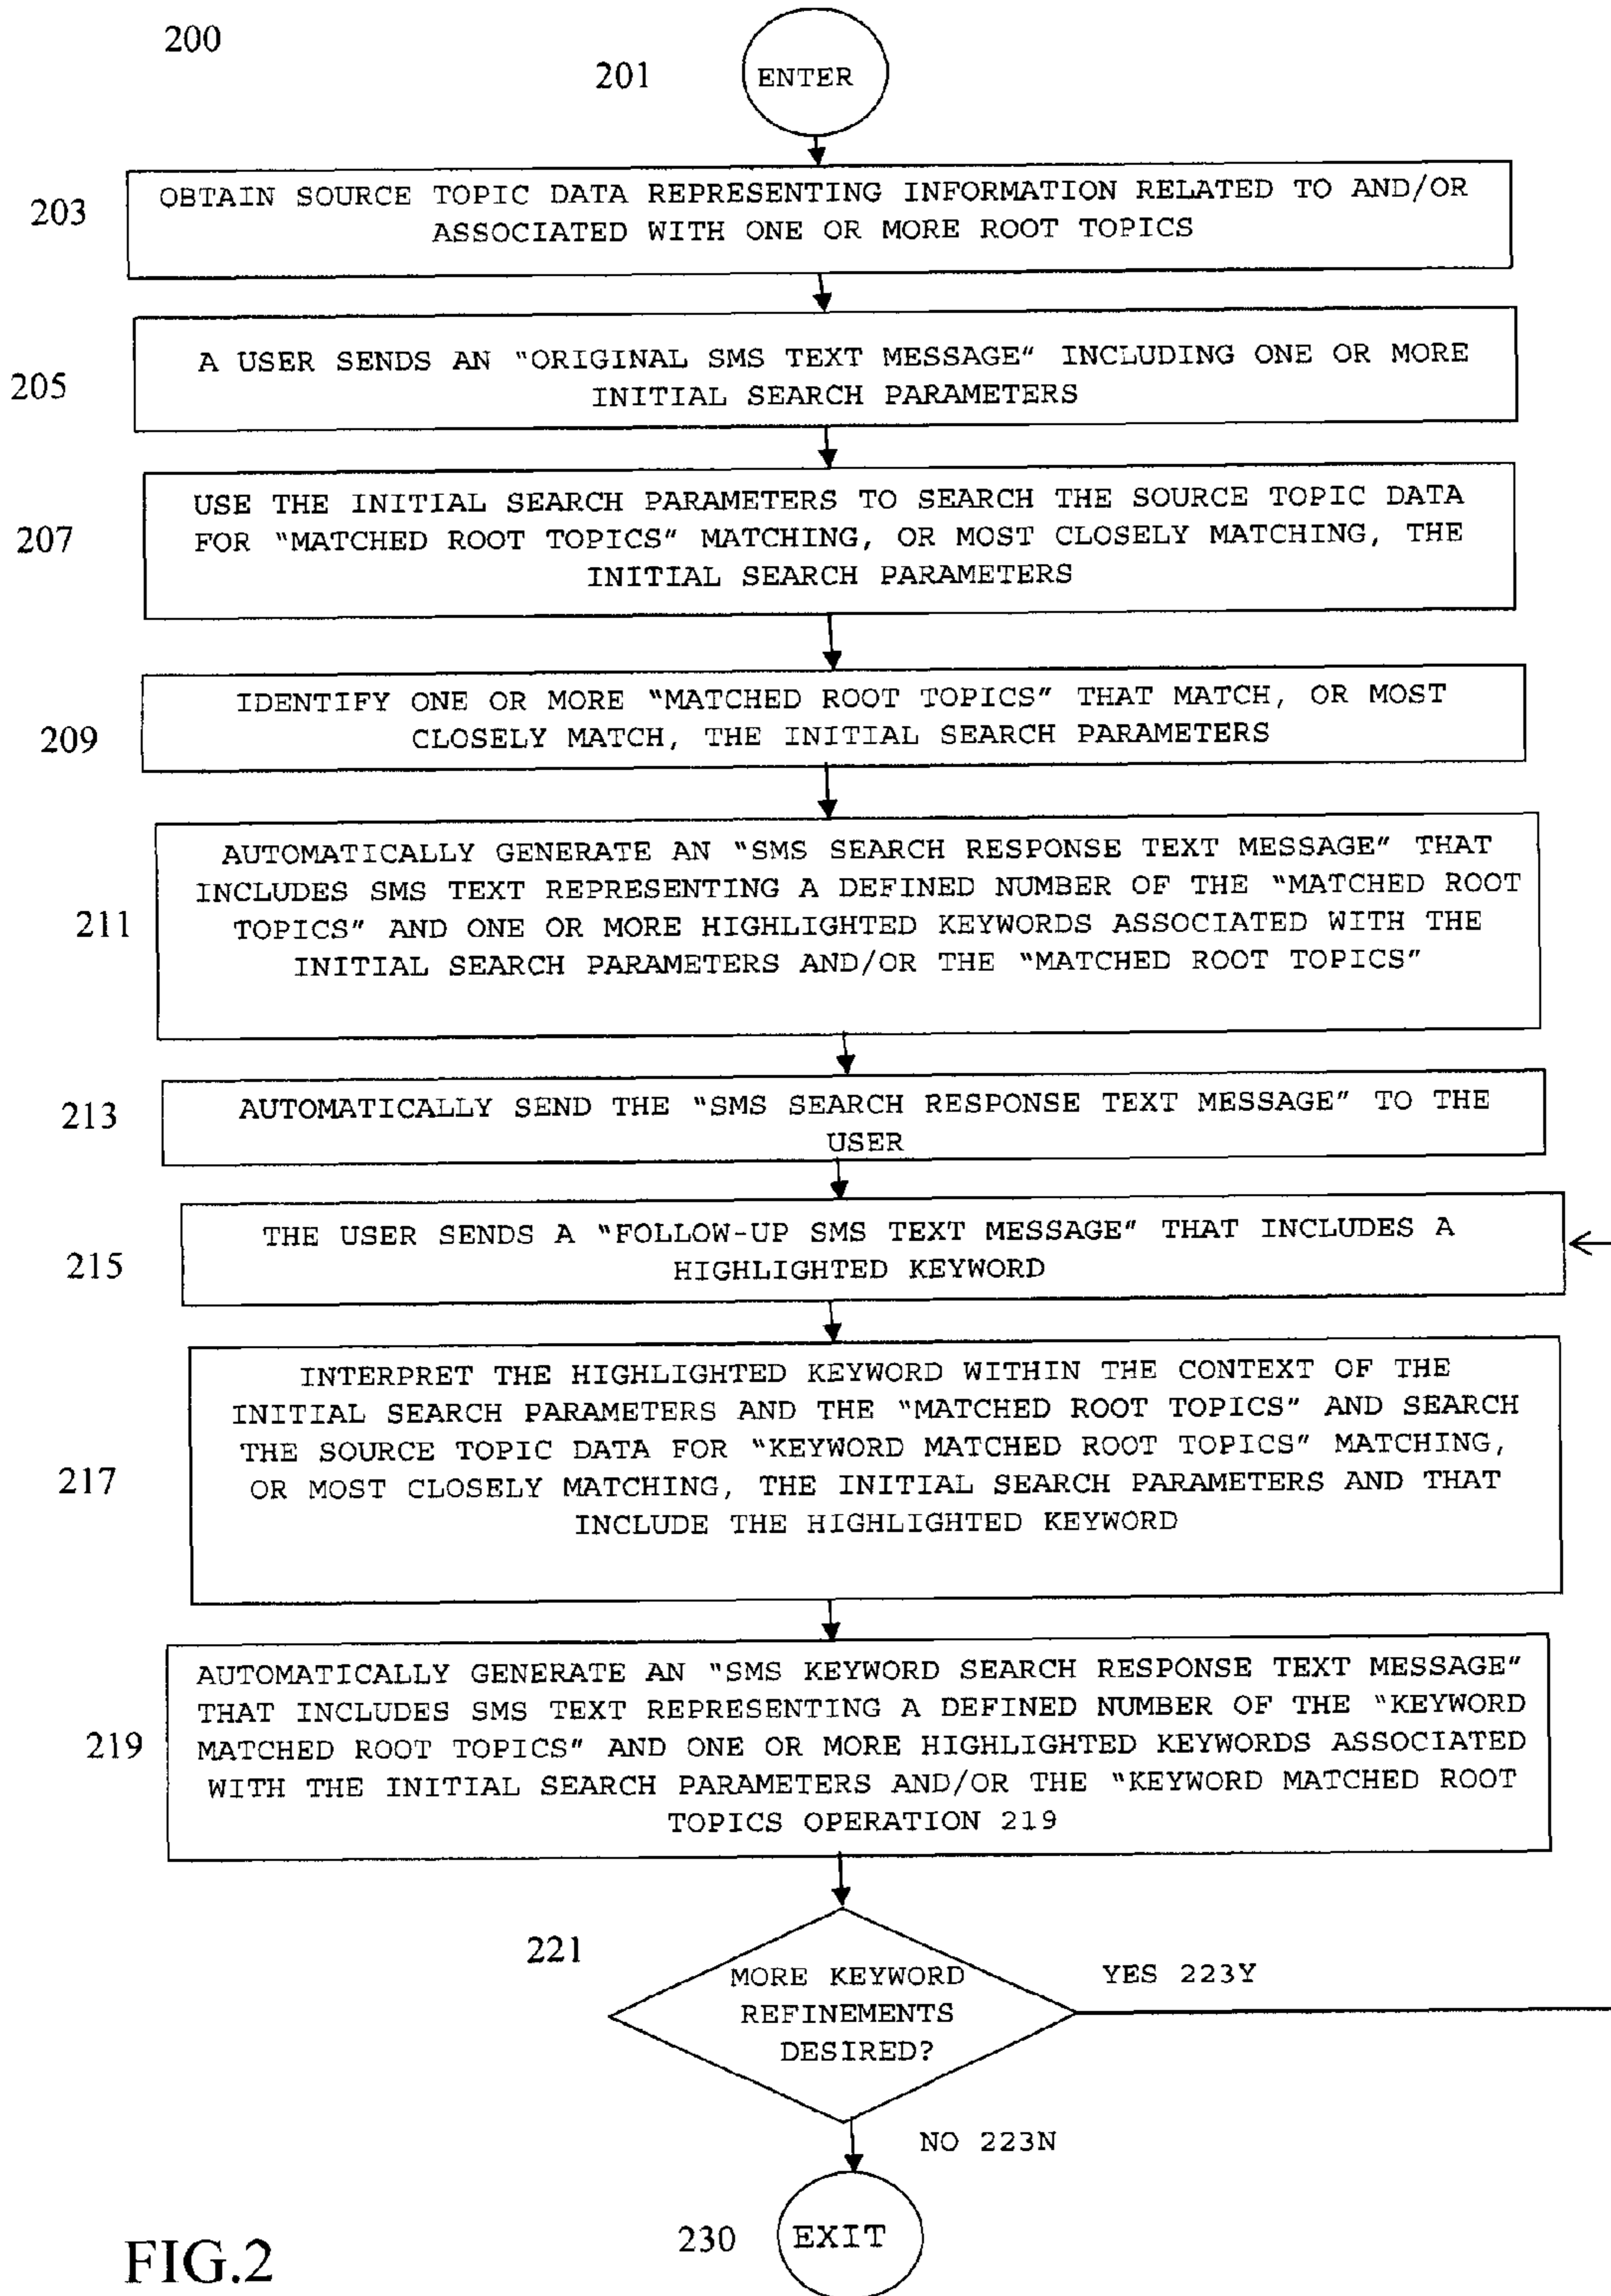 200
201
ENTER
203
OBTAIN SOURCE TOPIC DATA REPRESENTING INFORMATION RELATED TO AND/OR
ASSOCIATED WITH ONE OR MORE ROOT TOPICS
205
A USER SENDS AN "ORIGINAL SMS TEXT MESSAGE" INCLUDING ONE OR MORE
INITIAL SEARCH PARAMETERS
207
USE THE INITIAL SEARCH PARAMETERS TO SEARCH THE SOURCE TOPIC DATA
FOR "MATCHED ROOT TOPICS" MATCHING, OR MOST CLOSELY MATCHING, THE
INITIAL SEARCH PARAMETERS
209
IDENTIFY ONE OR MORE "MATCHED ROOT TOPICS" THAT MATCH, OR MOST
CLOSELY MATCH, THE INITIAL SEARCH PARAMETERS
211
AUTOMATICALLY GENERATE AN "SMS SEARCH RESPONSE TEXT MESSAGE" THAT
INCLUDES SMS TEXT REPRESENTING A DEFINED NUMBER OF THE "MATCHED ROOT
TOPICS" AND ONE OR MORE HIGHLIGHTED KEYWORDS ASSOCIATED WITH THE
INITIAL SEARCH PARAMETERS AND/OR THE "MATCHED ROOT TOPICS"
213
AUTOMATICALLY SEND THE "SMS SEARCH RESPONSE TEXT MESSAGE" TO THE
USER
215
THE USER SENDS A "FOLLOW-UP SMS TEXT MESSAGE" THAT INCLUDES A
HIGHLIGHTED KEYWORD
217
INTERPRET THE HIGHLIGHTED KEYWORD WITHIN THE CONTEXT OF THE
INITIAL SEARCH PARAMETERS AND THE "MATCHED ROOT TOPICS" AND SEARCH
THE SOURCE TOPIC DATA FOR "KEYWORD MATCHED ROOT TOPICS" MATCHING,
OR MOST CLOSELY MATCHING, THE INITIAL SEARCH PARAMETERS AND THAT
INCLUDE THE HIGHLIGHTED KEYWORD
219
AUTOMATICALLY GENERATE AN "SMS KEYWORD SEARCH RESPONSE TEXT MESSAGE"
THAT INCLUDES SMS TEXT REPRESENTING A DEFINED NUMBER OF THE "KEYWORD
MATCHED ROOT TOPICS" AND ONE OR MORE HIGHLIGHTED KEYWORDS ASSOCIATED
WITH THE INITIAL SEARCH PARAMETERS AND/OR THE "KEYWORD MATCHED ROOT
TOPICS OPERATION 219
221
MORE KEYWORD
REFINEMENTS
DESIRED?
YES 223Y
NO 223N
230
EXIT
FIG.2